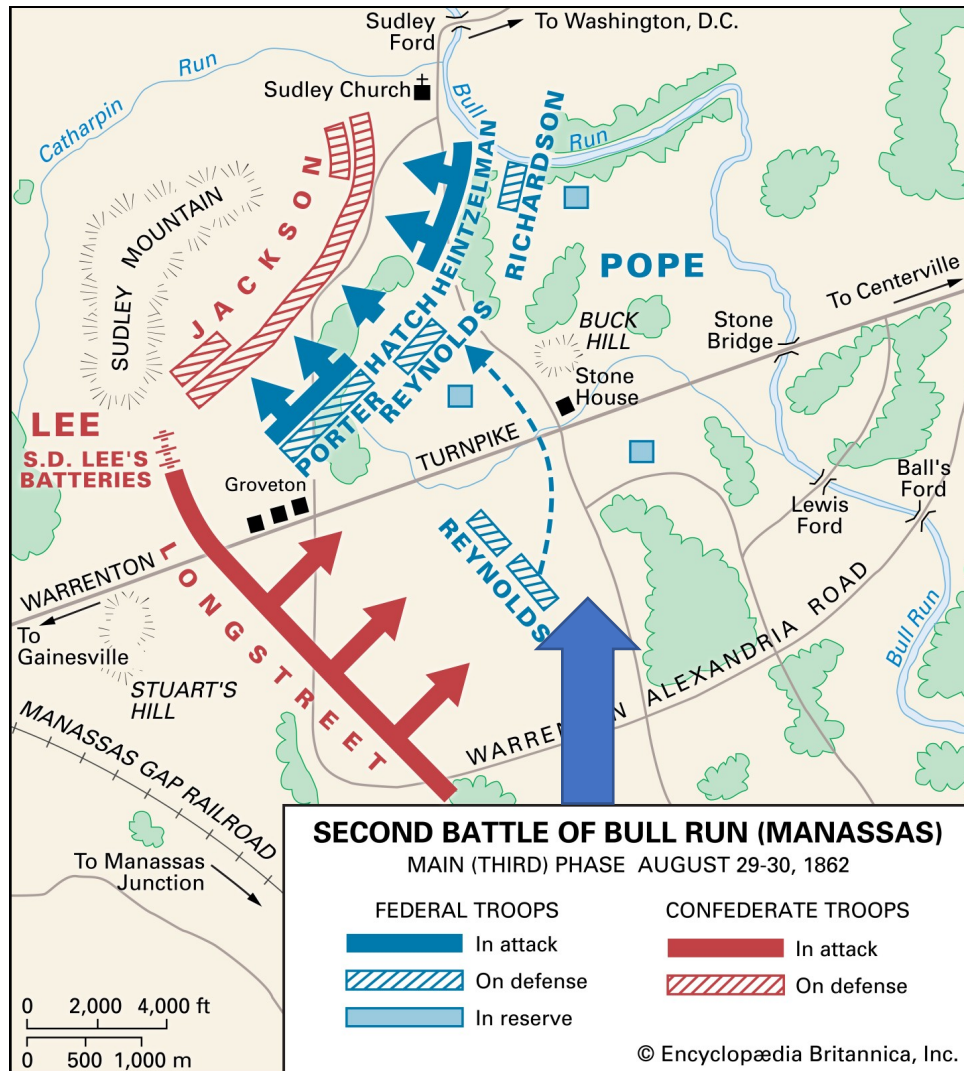 Sudley
Ford
To Washington, D.C.
Catharpin Run
Sudley Church
Bull Run
RICHARDSON
HEINTZELMAN
JACKSON
SUDLEY MOUNTAIN
POPE
To Centerville
HATCH
REYNOLDS
BUCK
HILL
Stone
Bridge
Stone
House
PORTER
LEE
S.D. LEE'S
BATTERIES
TURNPIKE
Groveton
Ball's
Ford
Lewis
Ford
REYNOLDS
WARRENTON
LONGSTREET
To
Gainesville
STUART'S
HILL
WARRENTON ALEXANDRIA ROAD
Bull Run
MANASSAS GAP RAILROAD
To Manassas
Junction
SECOND BATTLE OF BULL RUN (MANASSAS)
MAIN (THIRD) PHASE AUGUST 29-30, 1862
FEDERAL TROOPS
In attack
On defense
In reserve
CONFEDERATE TROOPS
In attack
On defense
0 2,000 4,000 ft
0 500 1,000 m
© Encyclopædia Britannica, Inc.